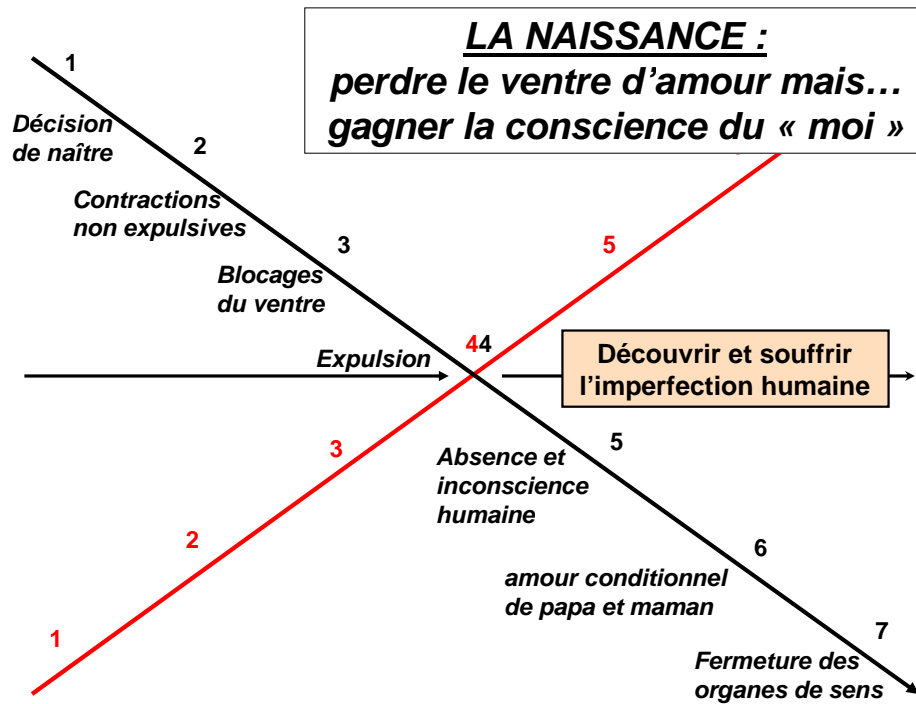 LA NAISSANCE :
perdre le ventre d'amour mais…
gagner la conscience du « moi »
1
Décision
de naître
2
Contractions
non expulsives
3
Blocages
du ventre
5
44
Expulsion
Découvrir et souffrir
l'imperfection humaine
3
5
Absence et
inconscience
humaine
2
6
amour conditionnel
de papa et maman
1
7
Fermeture des
organes de sens